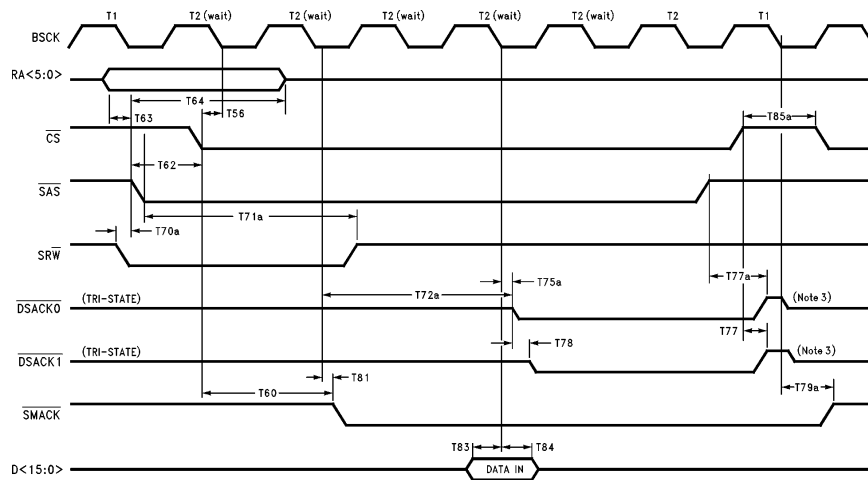 T1 T2 (wait) T2 (wait) T2 (wait) T2 (wait) T2 (wait) T2 T1
BSCK
RA<5:0>
T64
T63 T56 T85a
CS
T62
SAS
T71a
T70a
SRW
T77a
T75a
(TRI-STATE) T72a (Note 3)
DSACK0
T77
T78
(TRI-STATE) (Note 3)
DSACK1
T81
T60 T79a
SMACK
T83 T84
D<15:0> DATA IN